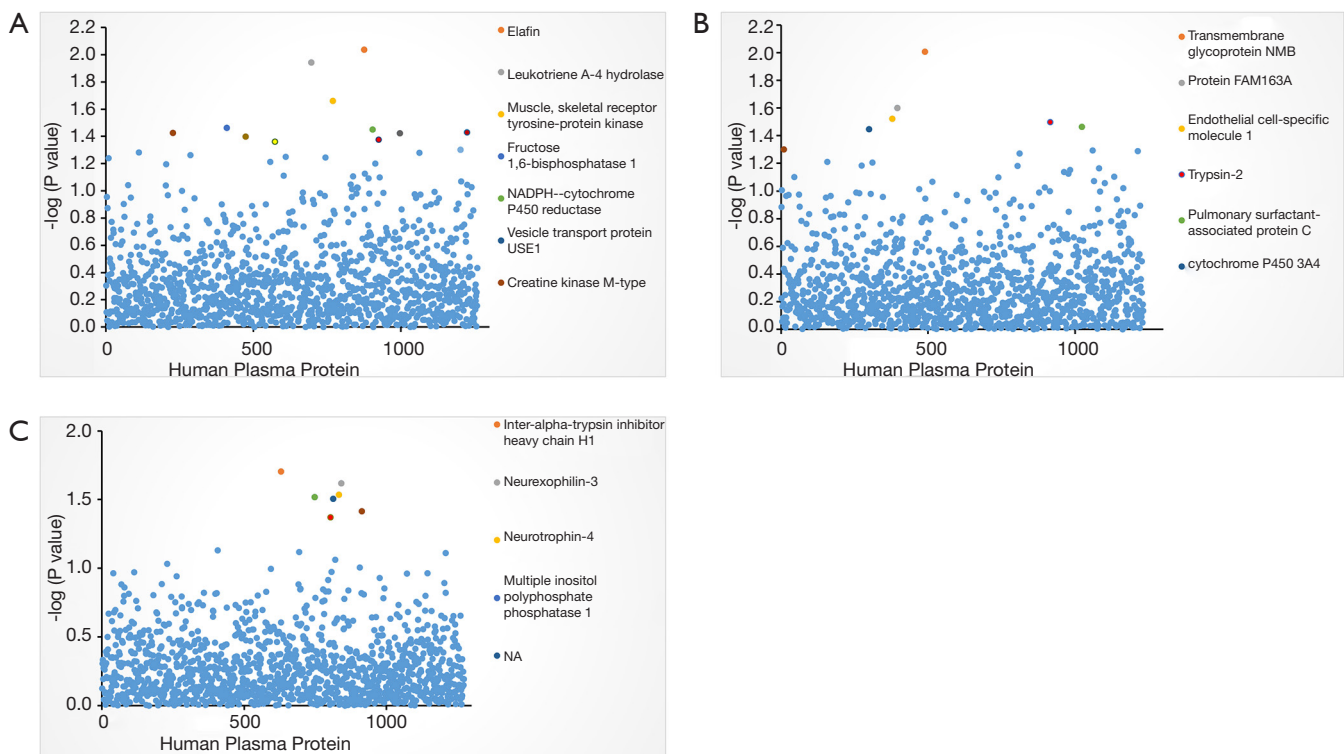 A
2.2
2.0
1.8
1.6
1.4
1.2
1.0
0.8
0.6
0.4
0.2
0.0
-log (P value)
0
500
1000
Human Plasma Protein
Elafin
Leukotriene A-4 hydrolase
Muscle, skeletal receptor
tyrosine-protein kinase
Fructose
1,6-bisphosphatase 1
NADPH--cytochrome
P450 reductase
Vesicle transport protein
USE1
Creatine kinase M-type
B
2.2
2.0
1.8
1.6
1.4
1.2
1.0
0.8
0.6
0.4
0.2
0.0
-log (P value)
0
500
1000
Human Plasma Protein
Transmembrane
glycoprotein NMB
Protein FAM163A
Endothelial cell-specific
molecule 1
Trypsin-2
Pulmonary surfactant-
associated protein C
cytochrome P450 3A4
C
2.0
1.5
1.0
0.5
0.0
-log (P value)
0
500
1000
Human Plasma Protein
Inter-alpha-trypsin inhibitor
heavy chain H1
Neurexophilin-3
Neurotrophin-4
Multiple inositol
polyphosphate
phosphatase 1
NA